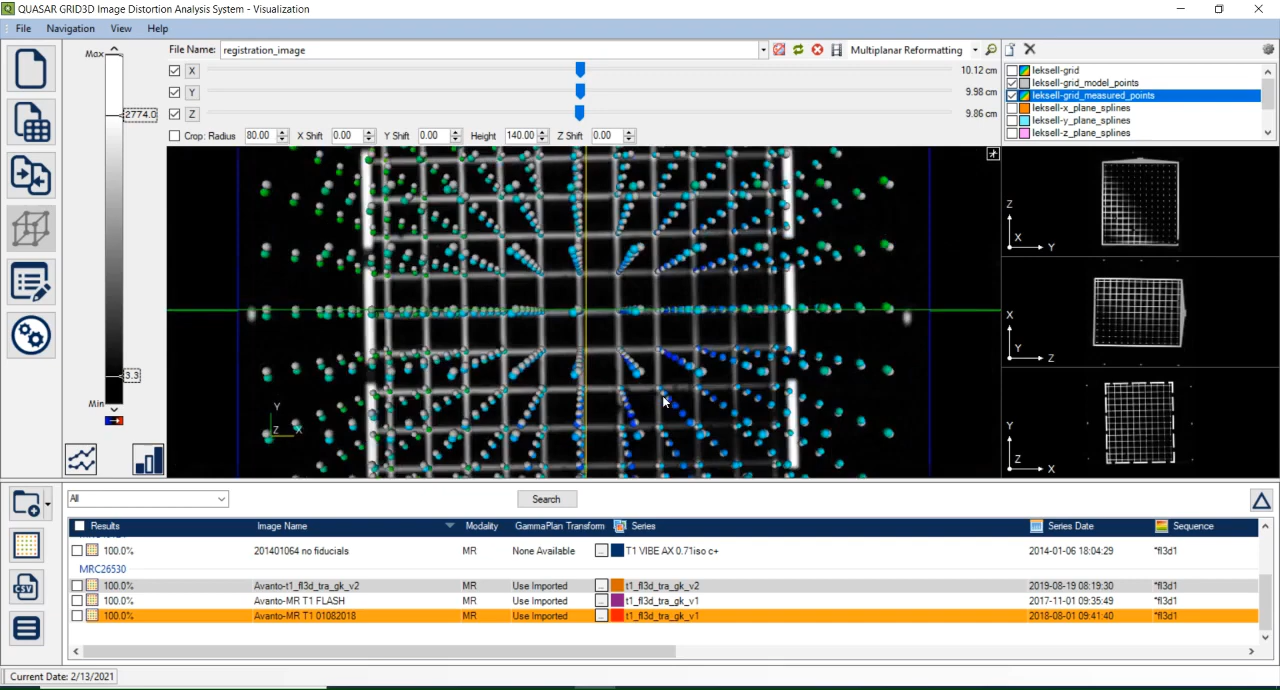 QUASAR GRID3D Image Distortion Analysis System - Visualization
File Navigation View Help
File Name: registration_image Multiplanar Reformatting
Max
X 10.12 cm
Y 9.98 cm
Z 9.86 cm
2774.0
Crop: Radius 80.00 X Shift 0.00 Y Shift 0.00 Height 140.00 Z Shift 0.00
3.3
Min
leksell-grid
leksell-grid_model_points
leksell-grid_measured_points
leksell-x_plane_splines
leksell-y_plane_splines
leksell-z_plane_splines
Z
X Y
X
Y Z
Y
Z X
Y
Z X
All Search
Results Image Name Modality GammaPlan Transform Series Series Date Sequence
100.0% 201401064 no fiducials MR None Available ... T1 VIBE AX 0.71iso c+ 2014-01-06 18:04:29 *fl3d1
MRC26530
100.0% Avanto-t1_fl3d_tra_gk_v2 MR Use Imported ... t1_fl3d_tra_gk_v2 2019-08-19 08:19:30 *fl3d1
100.0% Avanto-MR T1 FLASH MR Use Imported ... t1_fl3d_tra_gk_v1 2017-11-01 09:35:49 *fl3d1
100.0% Avanto-MR T1 01082018 MR Use Imported ... t1_fl3d_tra_gk_v1 2018-08-01 09:41:40 *fl3d1
CSV
Current Date: 2/13/2021